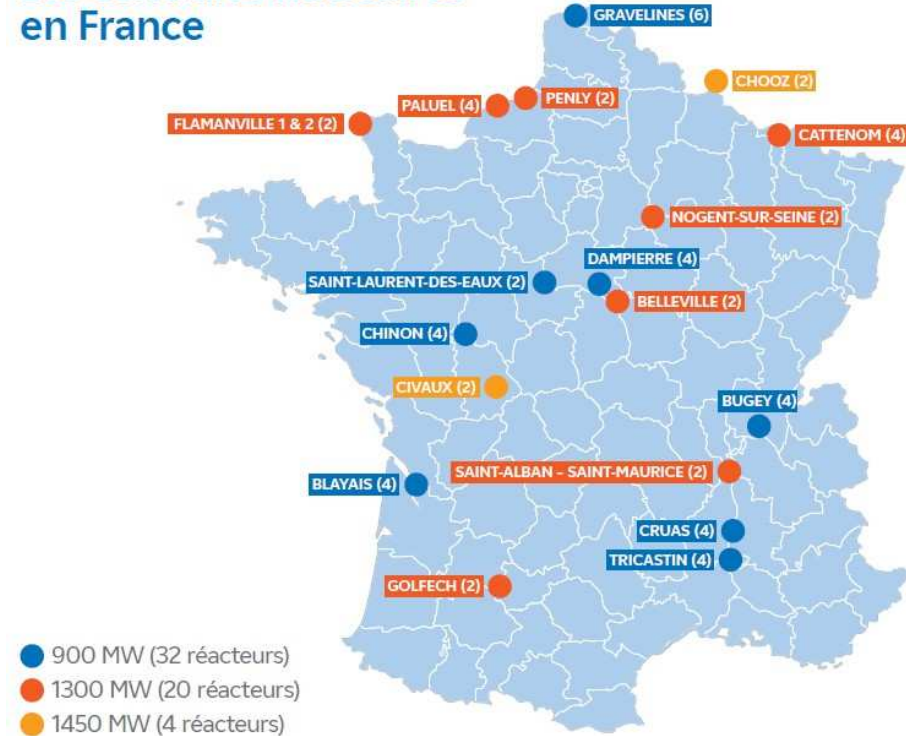 en France
GRAVELINES (6)
CHOOZ (2)
PENLY (2)
PALUEL (4)
FLAMANVILLE 1 & 2 (2)
CATTENOM (4)
NOGENT-SUR-SEINE (2)
DAMPIERRE (4)
SAINT-LAURENT-DES-EAUX (2)
BELLEVILLE (2)
CHINON (4)
CIVAUX (2)
BUGEY (4)
SAINT-ALBAN – SAINT-MAURICE (2)
BLAYAIS (4)
CRUAS (4)
TRICASTIN (4)
GOLFECH (2)
900 MW (32 réacteurs)
1300 MW (20 réacteurs)
1450 MW (4 réacteurs)